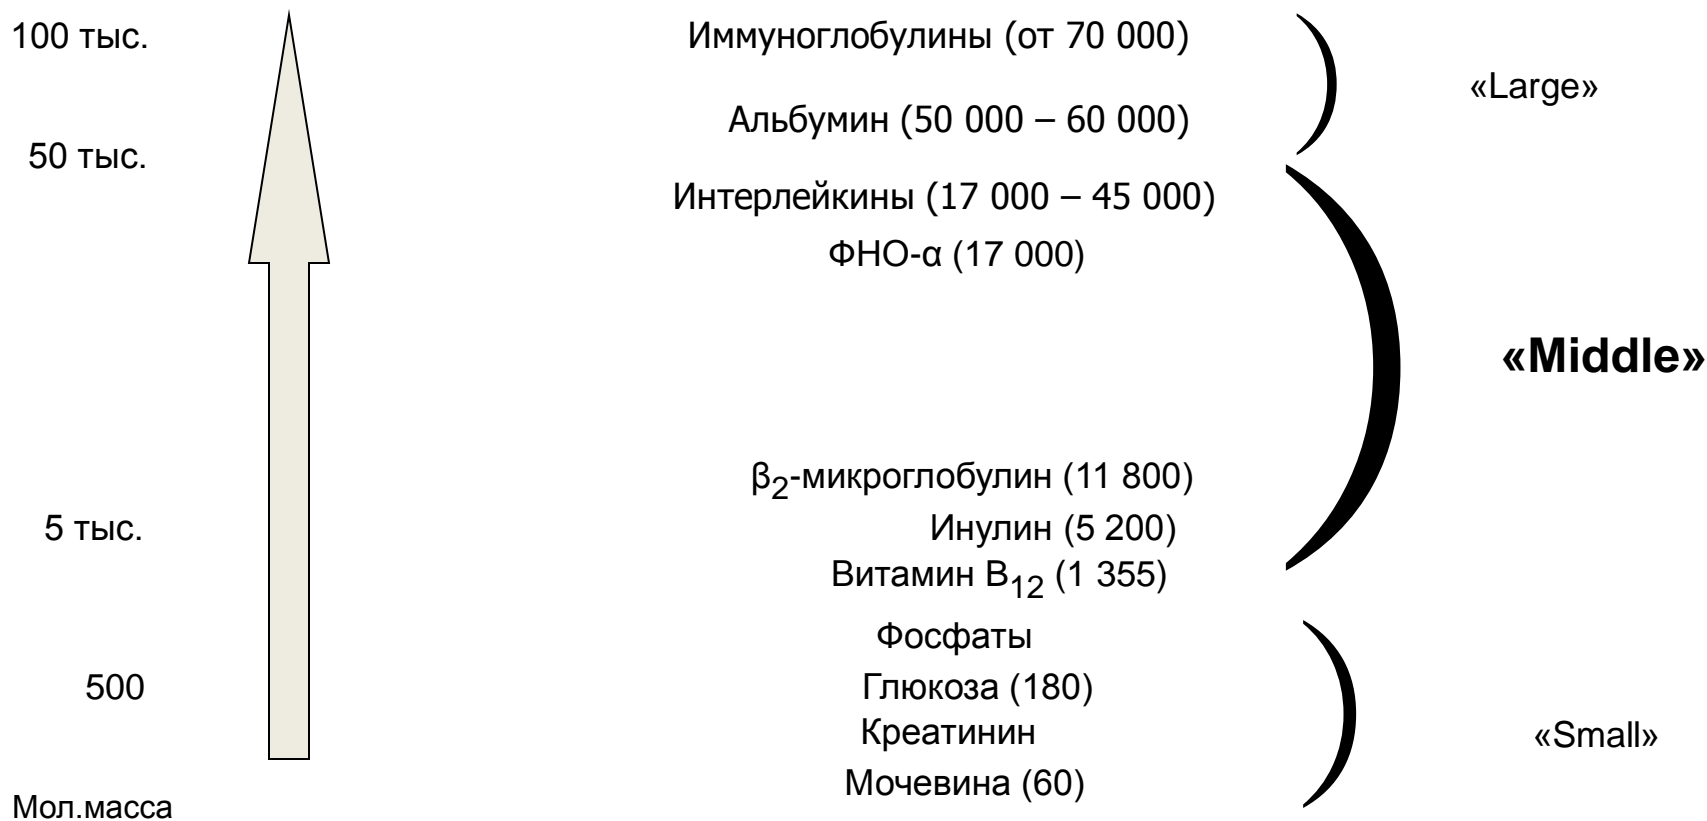 100 тыс.
Иммуноглобулины (от 70 000)
«Large»
Альбумин (50 000 – 60 000)
50 тыс.
Интерлейкины (17 000 – 45 000)
ФНО-α (17 000)
«Middle»
β2-микроглобулин (11 800)
5 тыс.
Инулин (5 200)
Витамин B12 (1 355)
Фосфаты
500
Глюкоза (180)
Креатинин
«Small»
Мочевина (60)
Мол.масса